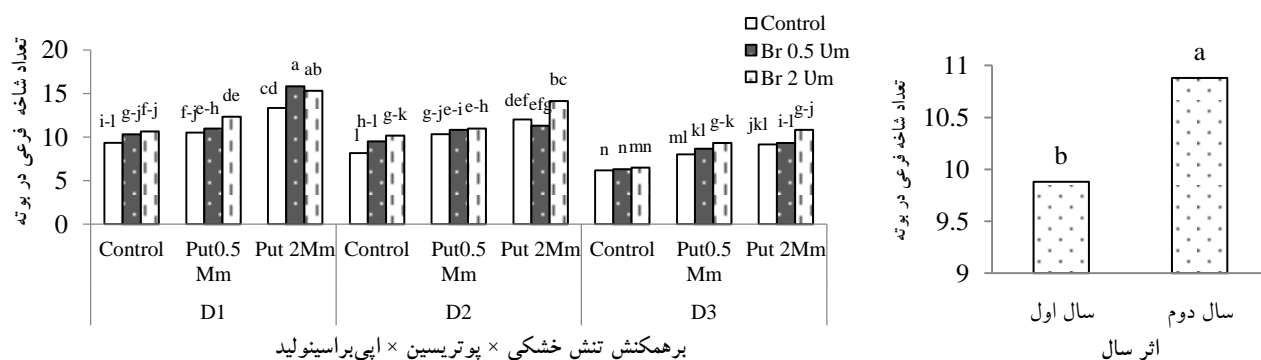 Control
Br 0.5 Um
Br 2 Um
تعداد شاخه فرعی در بوته
20
15
10
5
0
i-l g-j f-j f-j e-h de cd a ab
l h-l g-k g-j e-i e-h def efg bc
n n mn ml kl g-k jkl i-l g-j
Control Put0.5 Mm Put 2Mm Control Put0.5 Mm Put 2Mm Control Put0.5 Mm Put 2Mm
D1 D2 D3
برهمکنش تنش خشکی × پوتریسین × اپی‌براسینولید
تعداد شاخه فرعی در بوته
11
10.5
10
9.5
9
b a
سال اول سال دوم
اثر سال